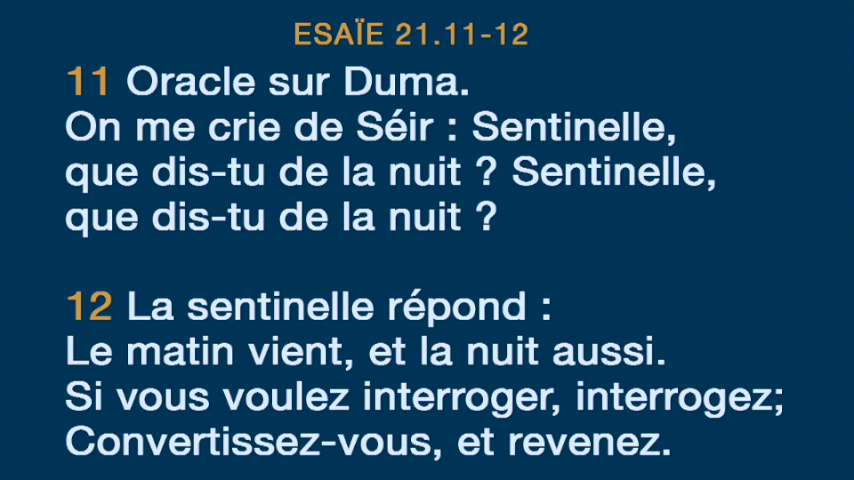 ESAÏE 21.11-12
11 Oracle sur Duma.
On me crie de Séir : Sentinelle,
que dis-tu de la nuit ? Sentinelle,
que dis-tu de la nuit ?
12 La sentinelle répond :
Le matin vient, et la nuit aussi.
Si vous voulez interroger, interrogez;
Convertissez-vous, et revenez.